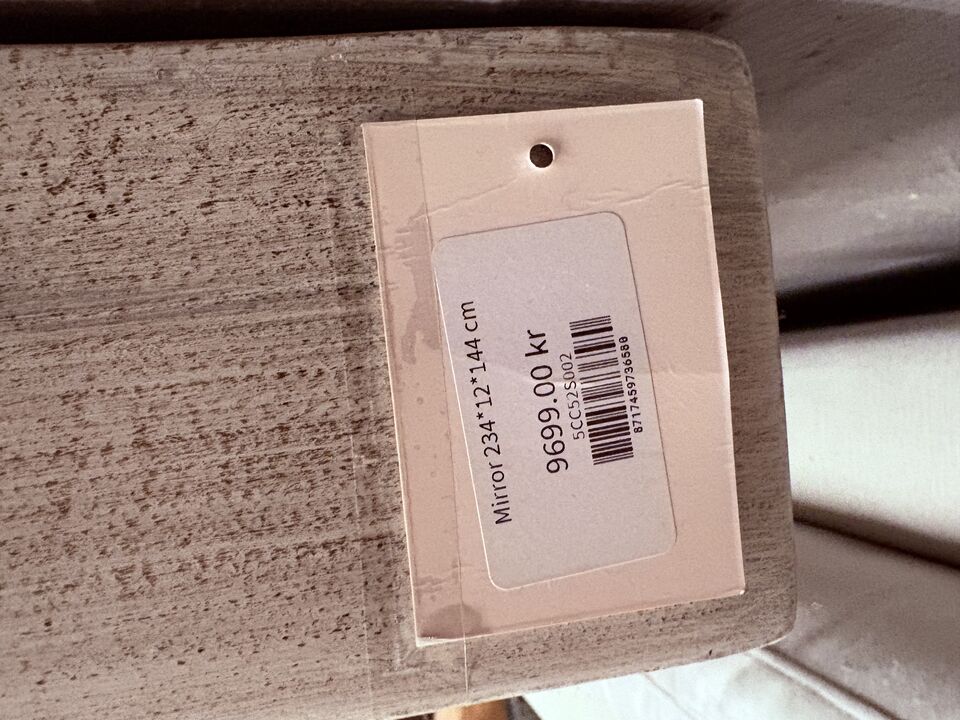 Mirror 234*12*144 cm
9699.00 kr
5CC52S002
8717459736580